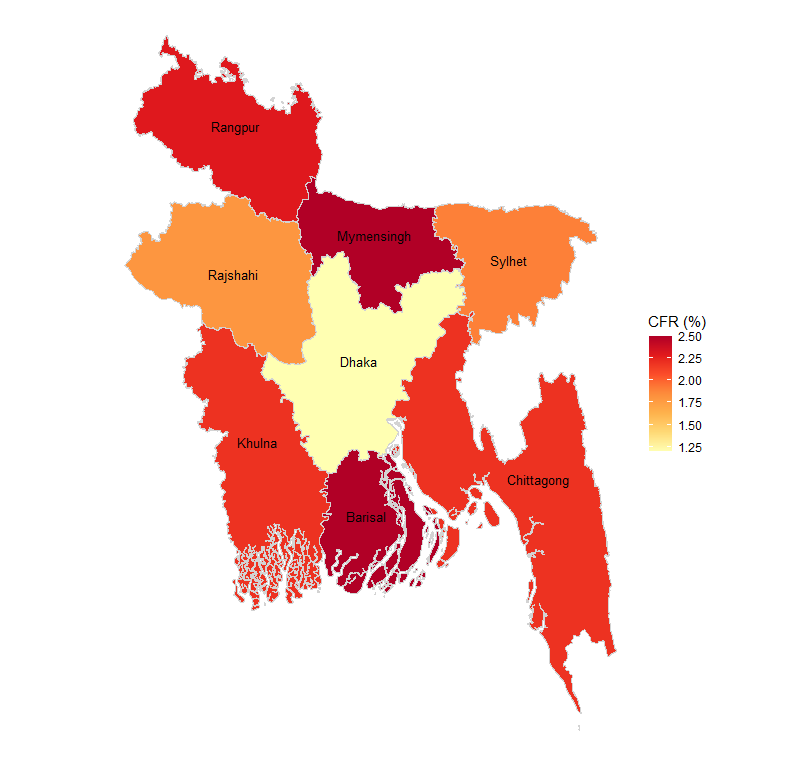 Rangpur
Mymensingh
Rajshahi
Sylhet
Dhaka
Khulna
Chittagong
Barisal
CFR (%)
2.50
2.25
2.00
1.75
1.50
1.25